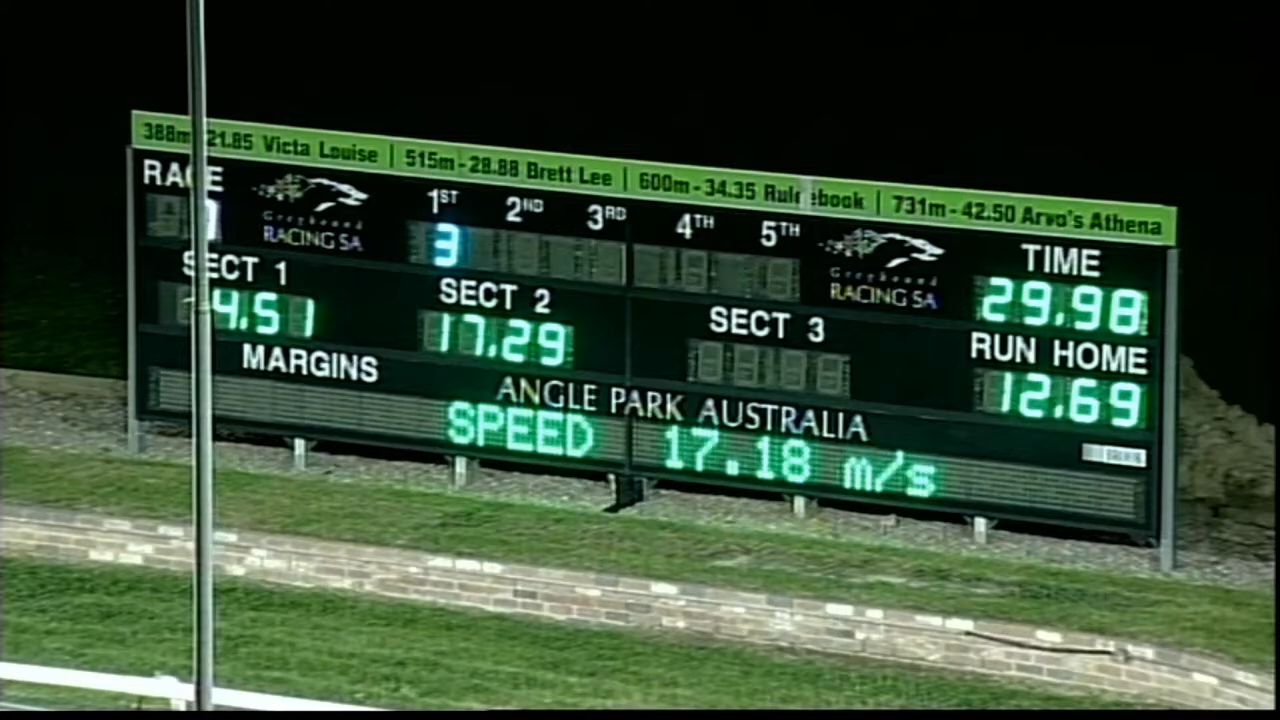 388m 21.85 Victa Louise | 515m - 28.88 Brett Lee | 600m - 34.35 Rulebook | 731m - 42.50 Arvo's Athena
RACE 1ST 2ND 3RD 4TH 5TH TIME
Greyhound RACING SA 3 Greyhound RACING SA 29.98
SECT 1 SECT 2 SECT 3 RUN HOME
4.51 17.29 12.69
MARGINS ANGLE PARK AUSTRALIA
SPEED 17.18 m/s